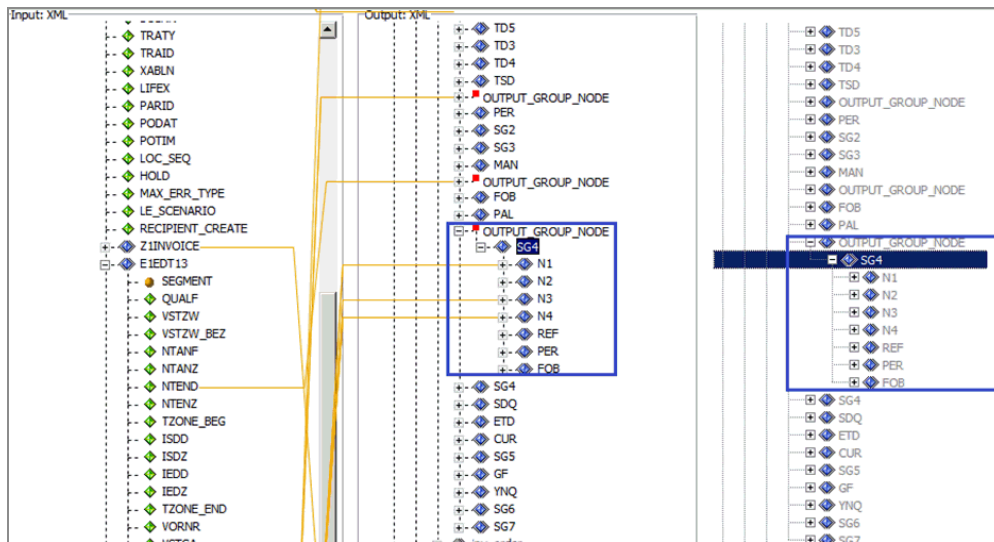 Input: XML
TRATY
TRAID
XABLN
LIFEX
PARID
PODAT
POTIM
LOC_SEQ
HOLD
MAX_ERR_TYPE
LE_SCENARIO
RECIPIENT_CREATE
Z1INVOICE
E1EDT13
SEGMENT
QUALF
VSTZW
VSTZW_BEZ
NTANF
NTANZ
NTEND
NTENZ
TZONE_BEG
ISDD
ISDZ
IEDD
IEDZ
TZONE_END
VORNR
Output: XML
TD5
TD3
TD4
TSD
OUTPUT_GROUP_NODE
PER
SG2
SG3
MAN
OUTPUT_GROUP_NODE
FOB
PAL
OUTPUT_GROUP_NODE
SG4
N1
N2
N3
N4
REF
PER
FOB
SG4
SDQ
ETD
CUR
SG5
GF
YNQ
SG6
SG7
TD5
TD3
TD4
TSD
OUTPUT_GROUP_NODE
PER
SG2
SG3
MAN
OUTPUT_GROUP_NODE
FOB
PAL
OUTPUT_GROUP_NODE
SG4
N1
N2
N3
N4
REF
PER
FOB
SG4
SDQ
ETD
CUR
SG5
GF
YNQ
SG6
SG7